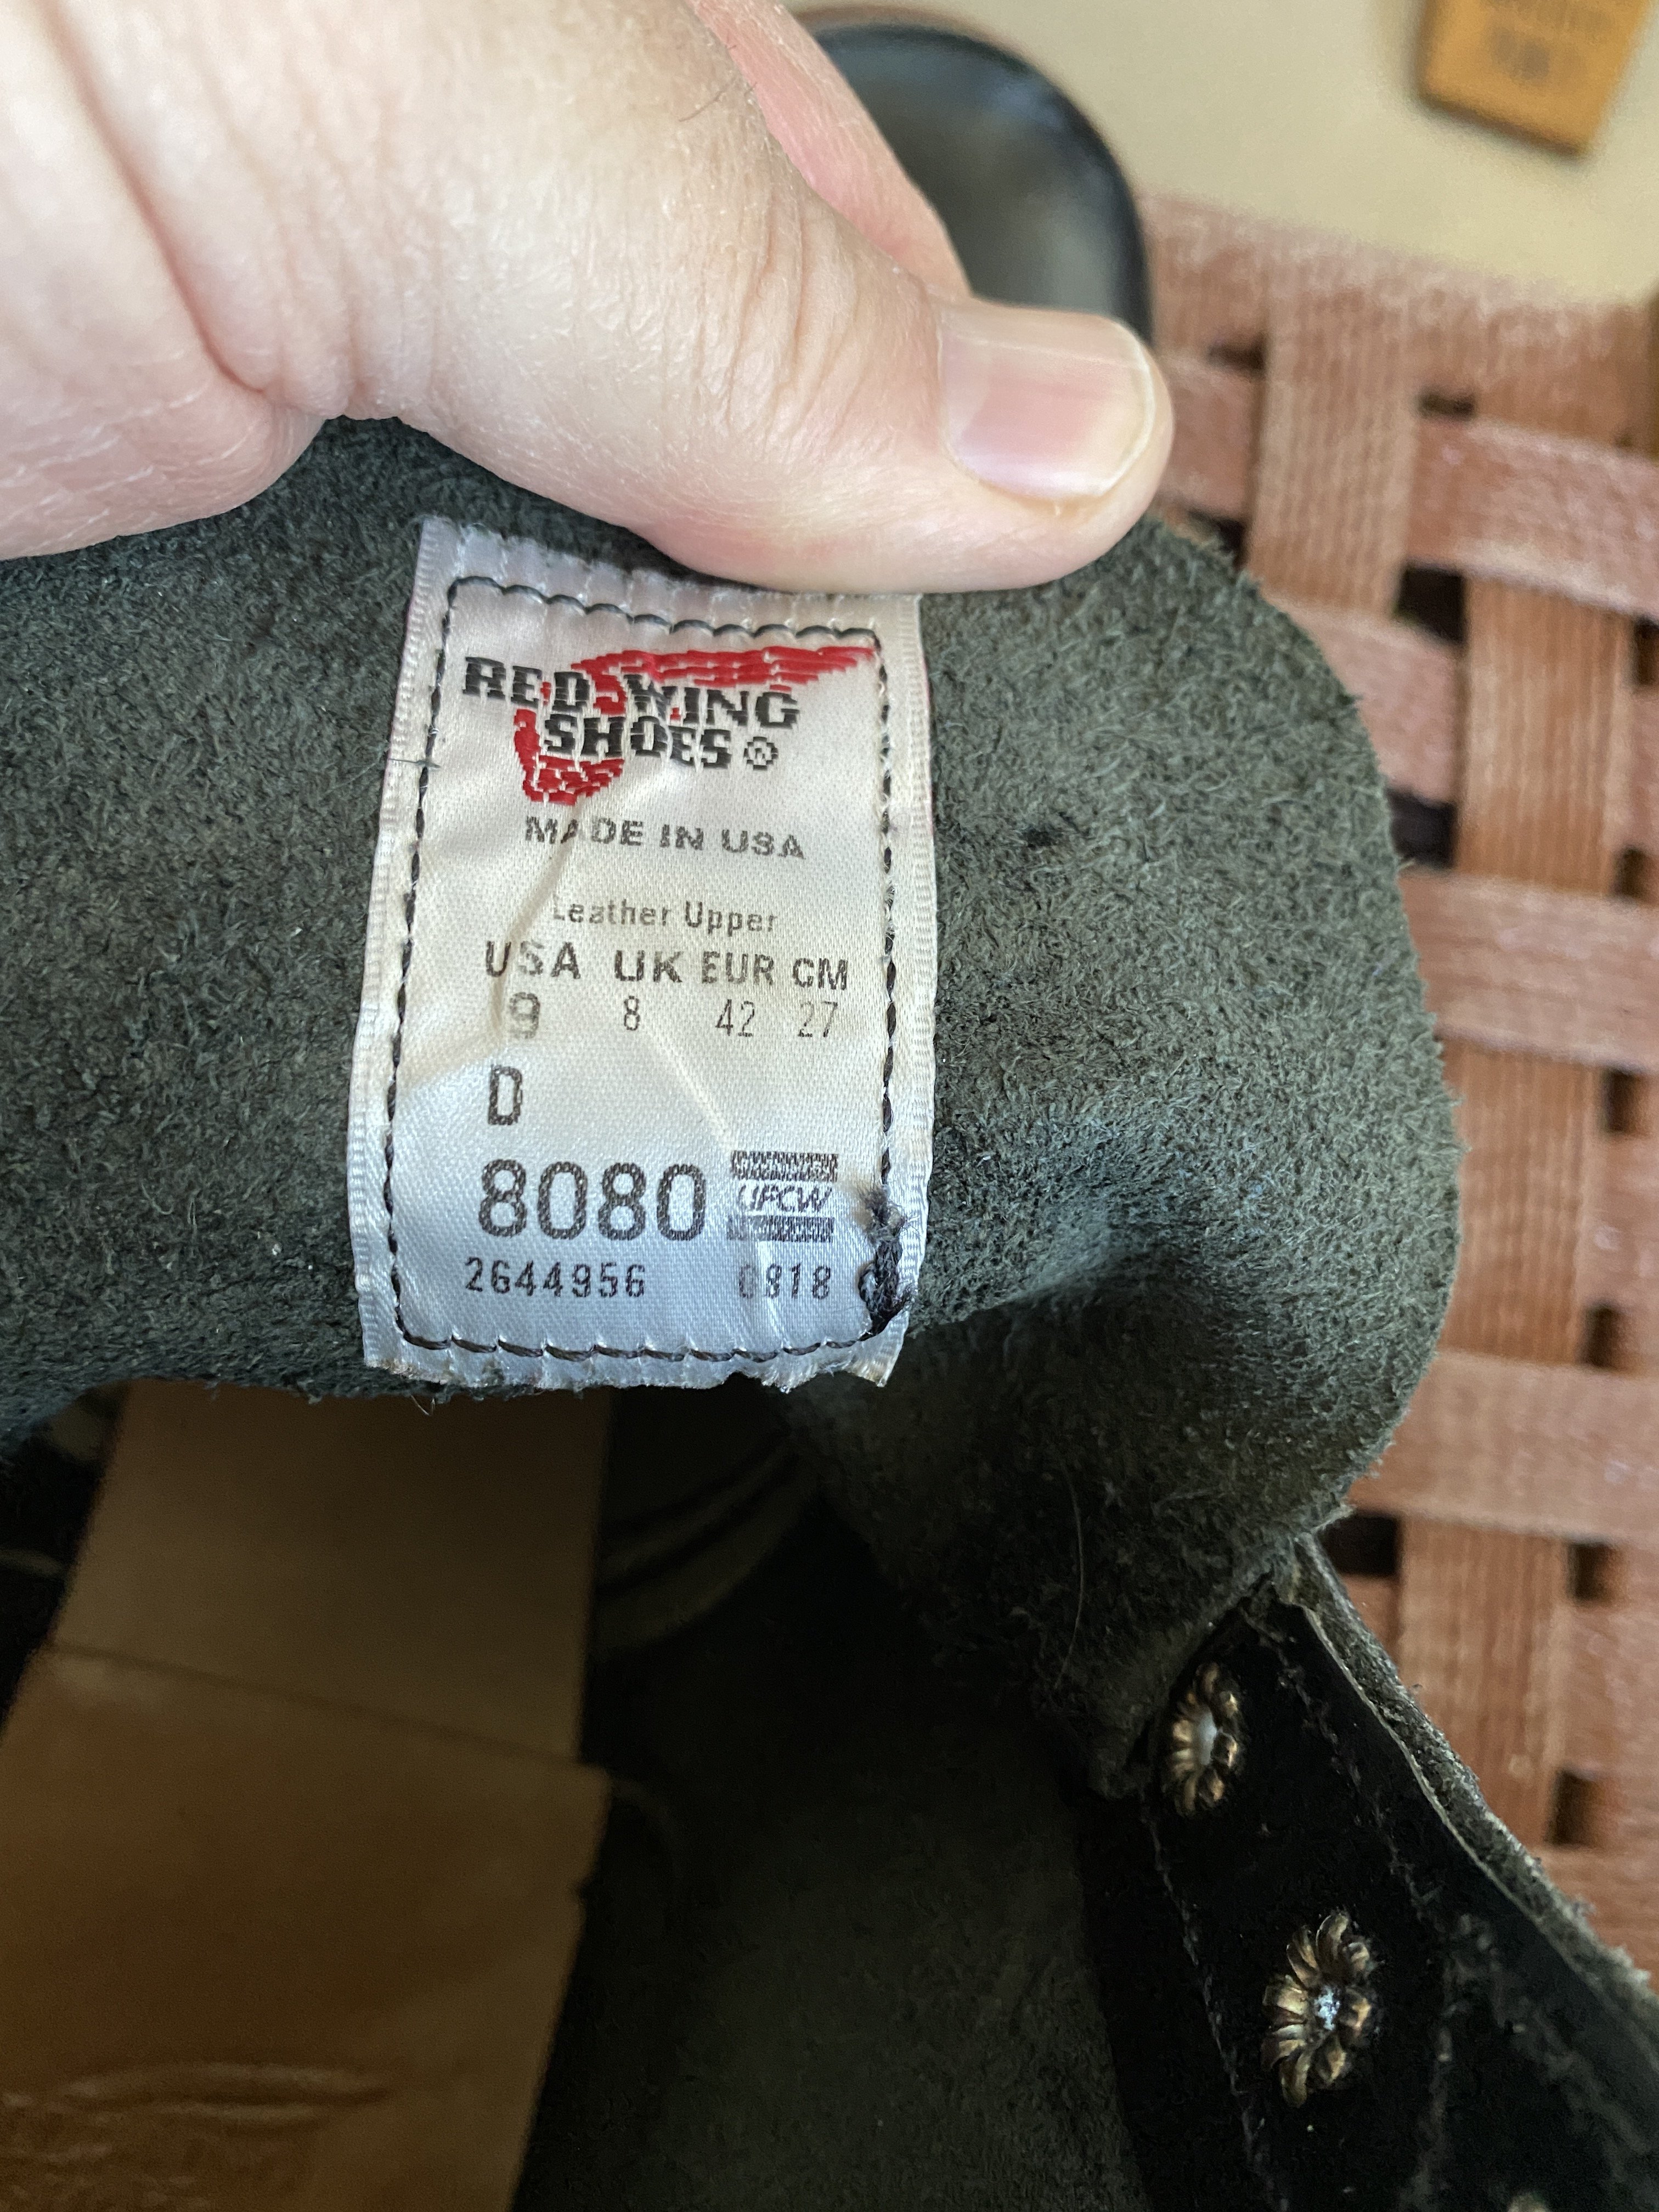 RED WING
SHOES ®
MADE IN USA
Leather Upper
USA UK EUR CM
9 8 42 27
D
8080 UFCW
2644956 0818